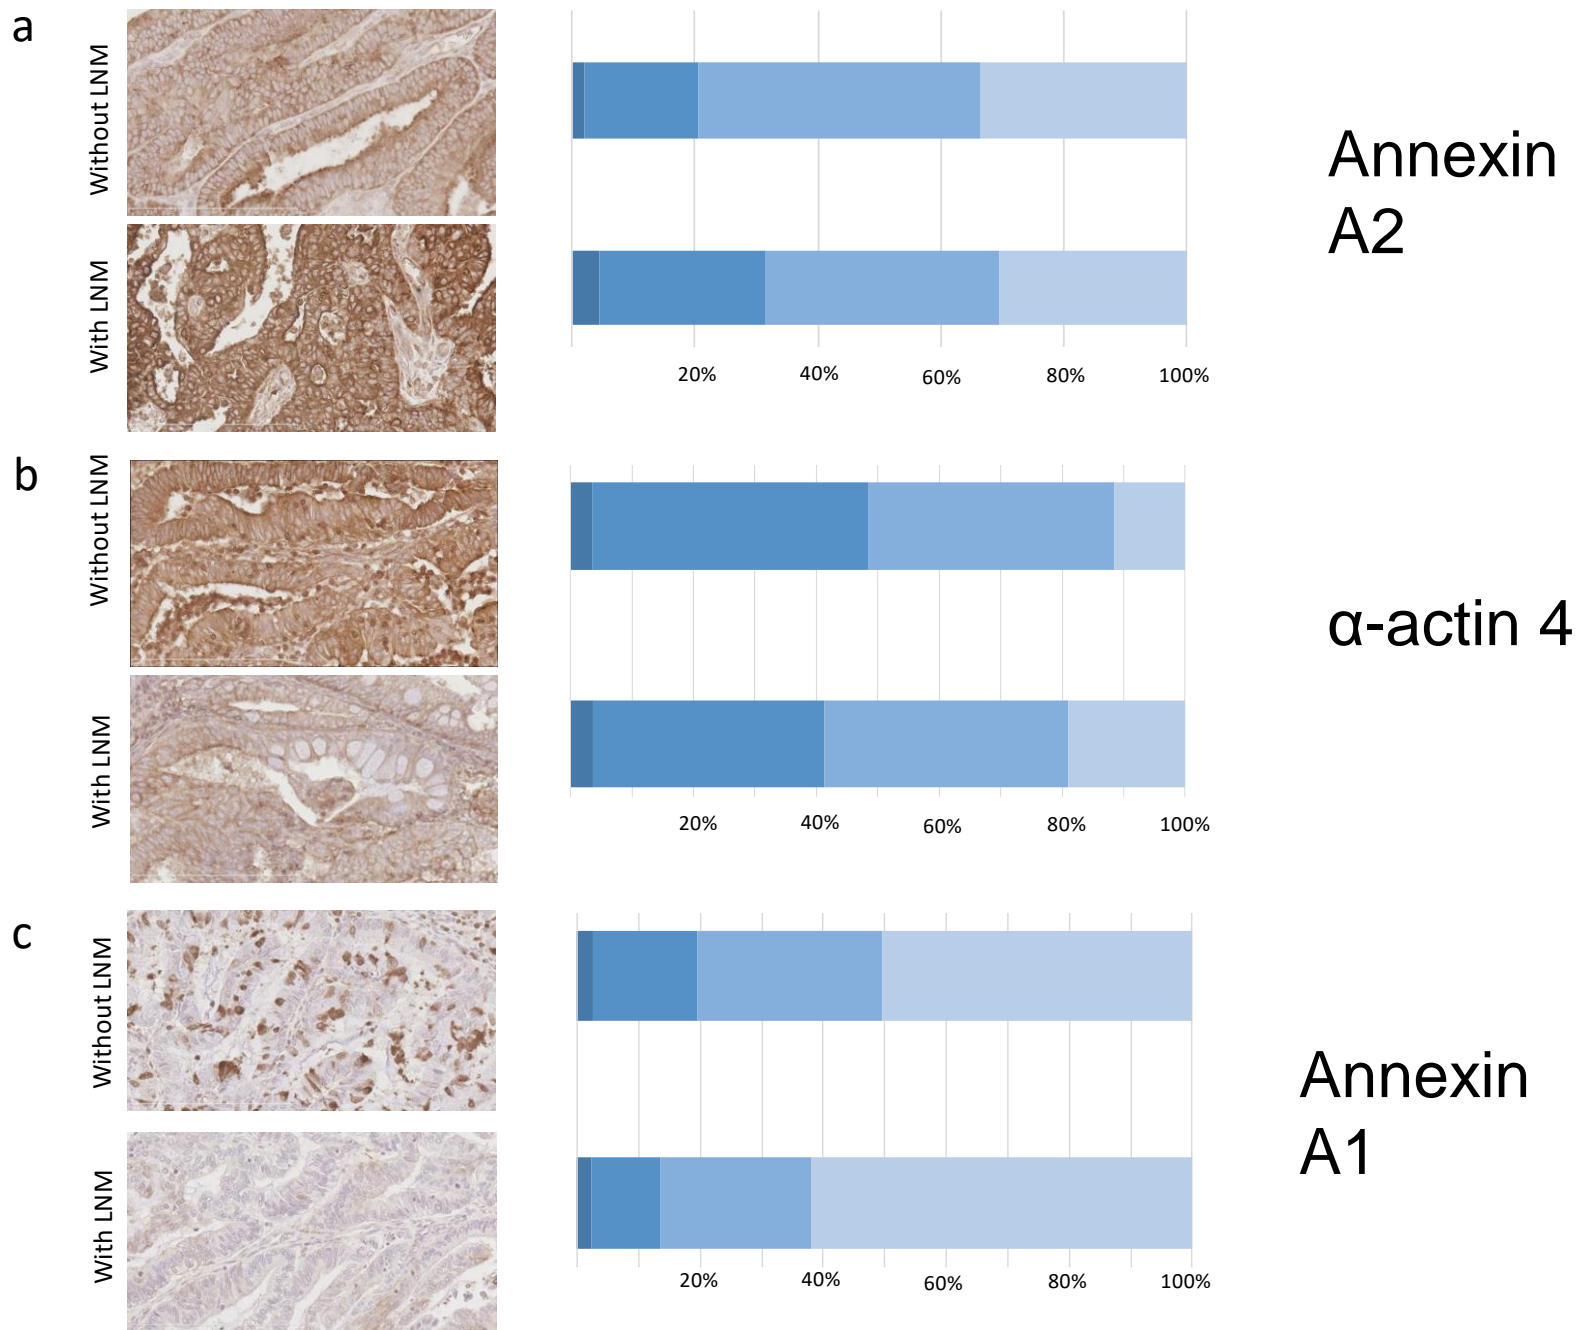 a
Without LNM
With LNM
20% 40% 60% 80% 100%
Annexin
A2
b
Without LNM
With LNM
20% 40% 60% 80% 100%
α-actin 4
c
Without LNM
With LNM
20% 40% 60% 80% 100%
Annexin
A1